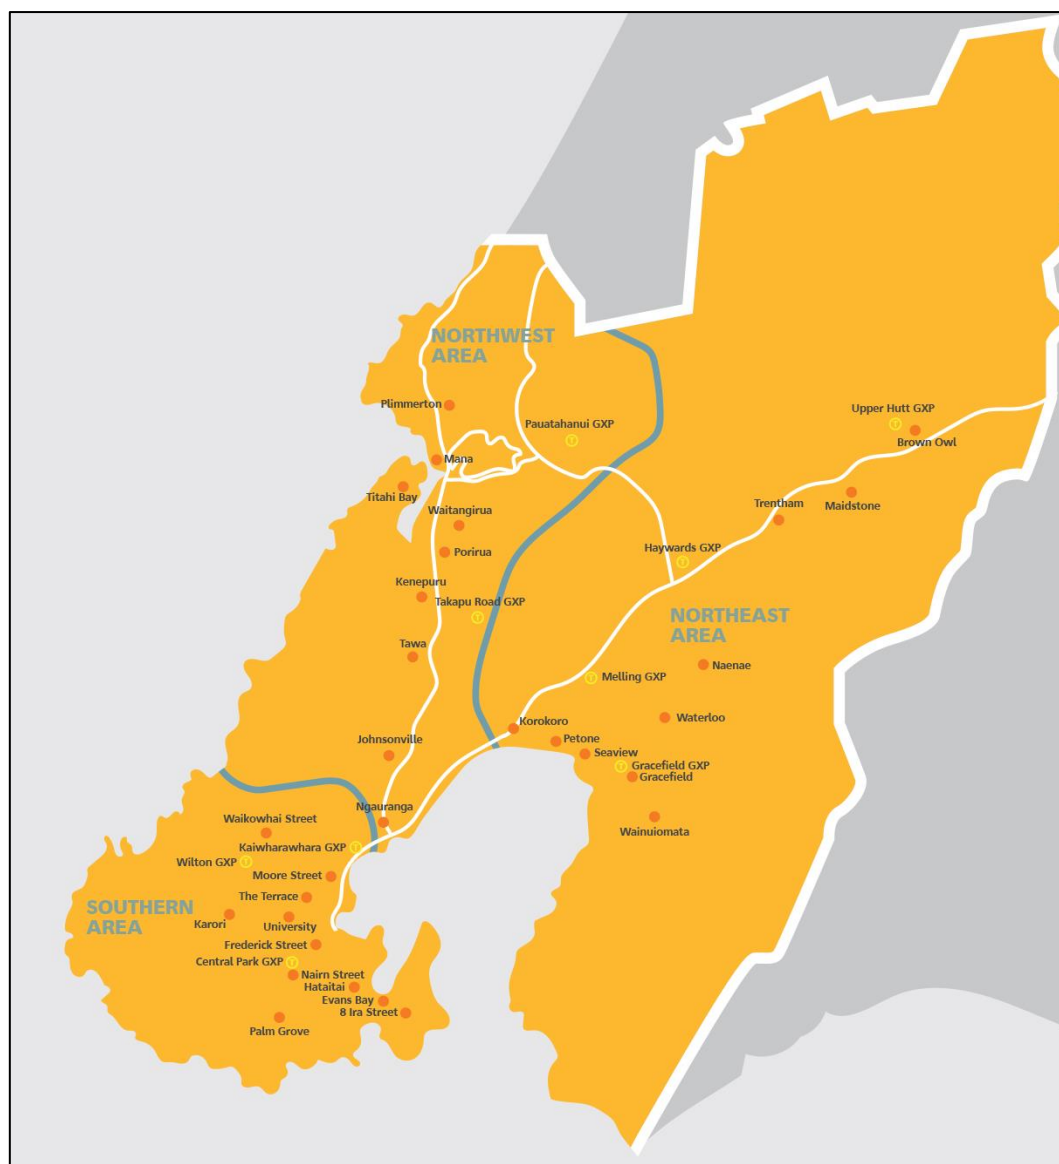 NORTHWEST
AREA
Plimmerton
Pauatahanui GXP
Upper Hutt GXP
Brown Owl
Mana
Titahi Bay
Waitangirua
Trentham
Maidstone
Porirua
Haywards GXP
Kenepuru
Takapu Road GXP
NORTHEAST
AREA
Tawa
Naenae
Melling GXP
Korokoro
Waterloo
Johnsonville
Petone
Seaview
Gracefield GXP
Gracefield
Ngauranga
Waikowhai Street
Wainuiomata
Kaiwharawhara GXP
Wilton GXP
Moore Street
The Terrace
SOUTHERN
AREA
Karori
University
Frederick Street
Central Park GXP
Nairn Street
Hataitai
Evans Bay
8 Ira Street
Palm Grove